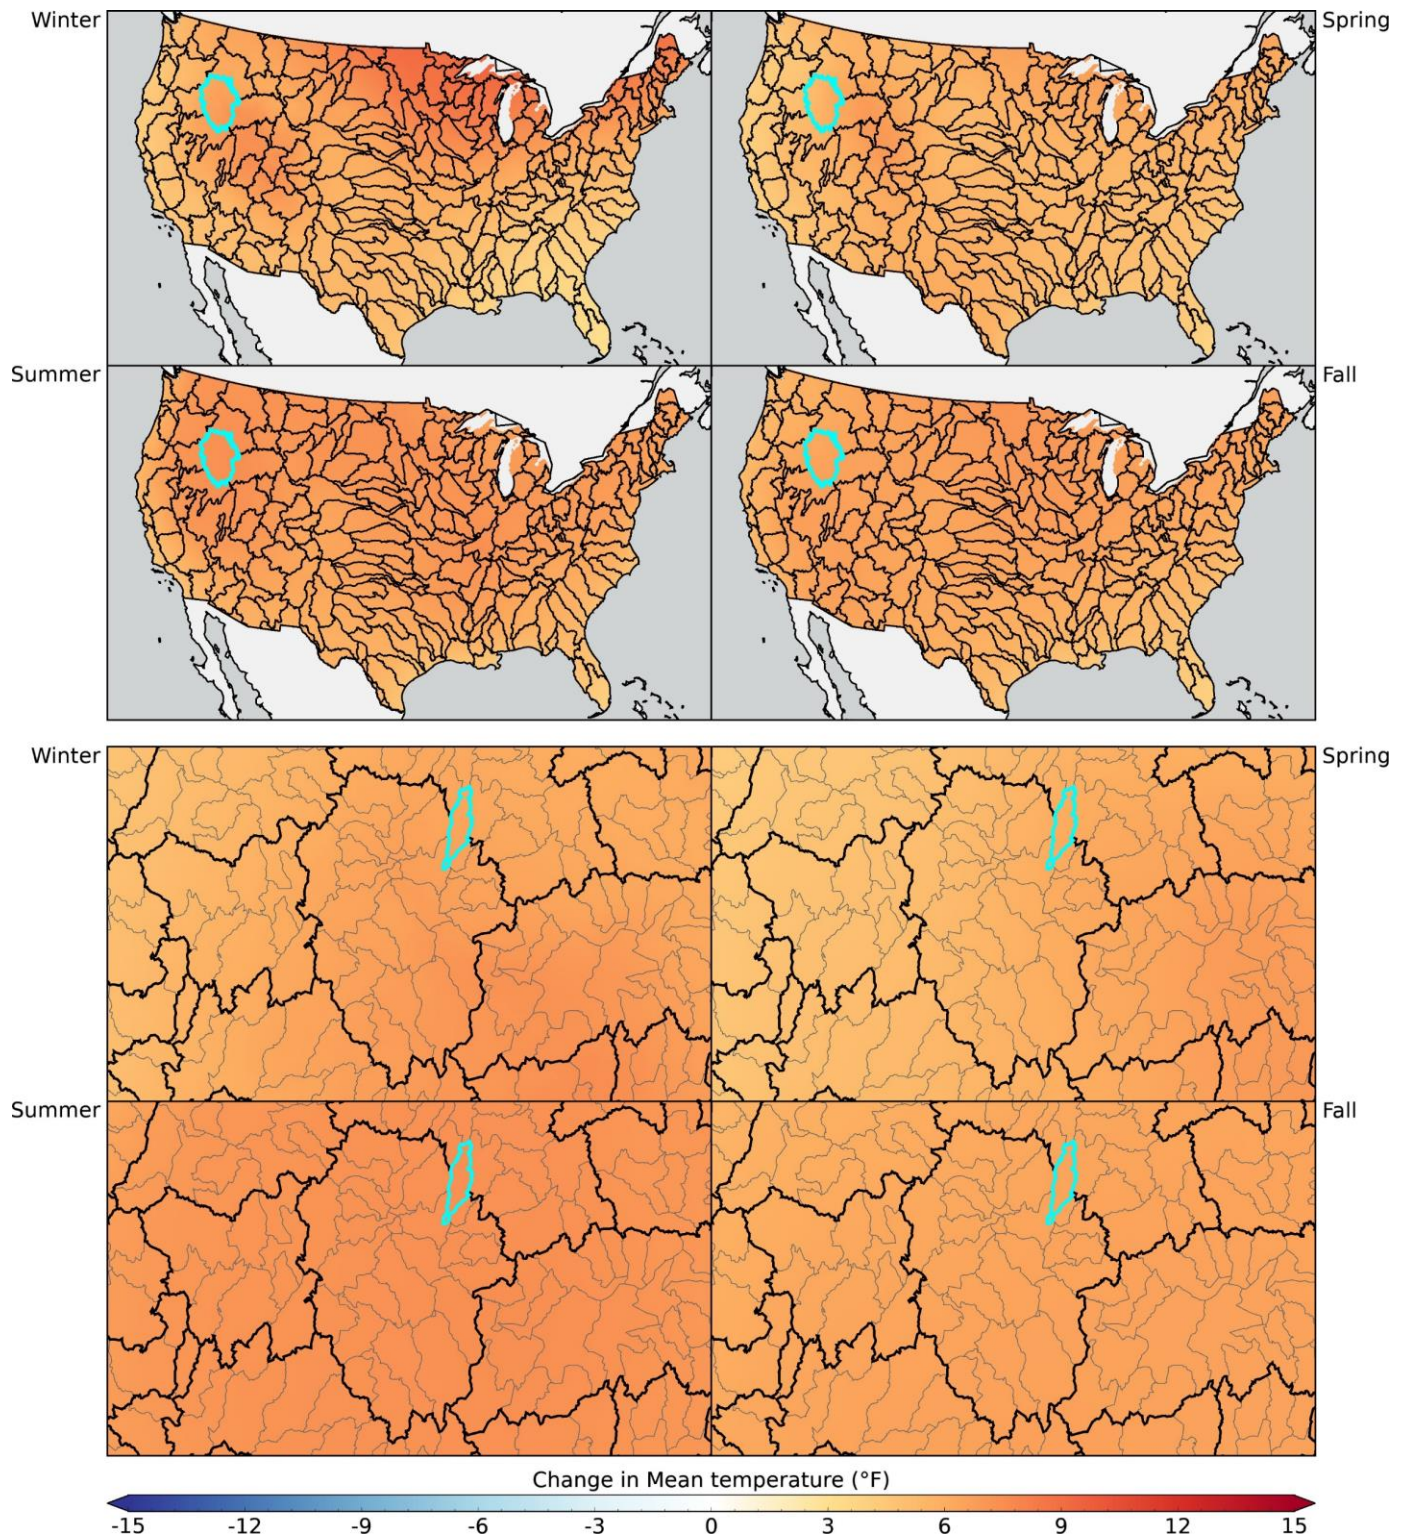 Winter
Spring
Summer
Fall
Winter
Spring
Summer
Fall
Change in Mean temperature (°F)
-15 -12 -9 -6 -3 0 3 6 9 12 15